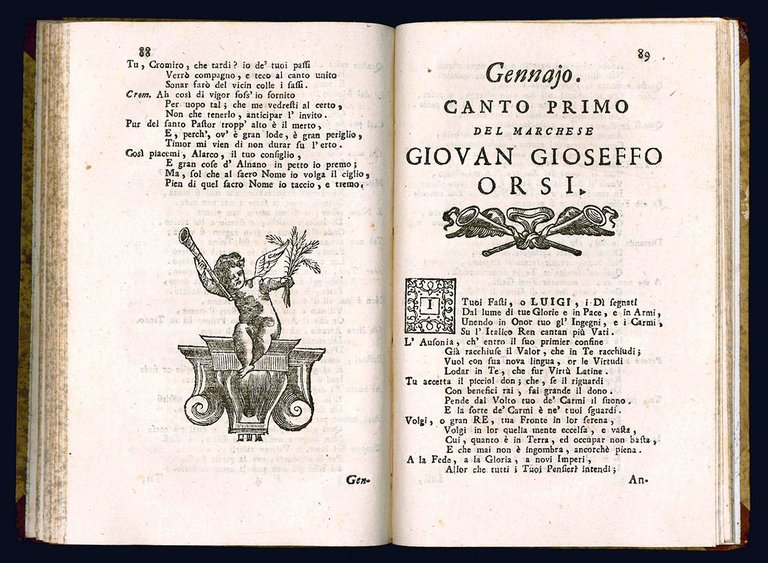 88
Tu, Cromiro, che tardi? io de' tuoi passi
Verrò compagno, e teco al canto unito
Sonar farò del vicin colle i sassi.
Crom. Ah così di vigor foss' io fornito
Per uopo tal; che me vedresti al certo,
Non che tenerlo, anticipar l' invito.
Pur del santo Pastor tropp' alto è il merto,
E, perch', ov' è gran lode, è gran periglio,
Timor mi vien di non durar su l' erto.
Così piacemi, Alarco, il tuo consiglio,
E gran cose d' Alnano in petto io premo;
Ma, sol che al sacro Nome io volga il ciglio,
Pien di quel sacro Nome io taccio, e tremo.
Gen-
89
Gennajo.
CANTO PRIMO
DEL MARCHESE
GIOVAN GIOSEFFO
ORSI.
I Tuoi Fasti, o LUIGI, i Dì segnati
Dal lume di tue Glorie e in Pace, e in Armi,
Unendo in Onor tuo gl' Ingegni, e i Carmi,
Su l' Italico Ren cantan più Vati.
L' Ausonia, ch' entro il suo primier confine
Già racchiuse il Valor, che in Te racchiudi;
Vuol con sua nova lingua, or le Virtudi
Lodar in Te, che fur Virtù Latine.
Tu accetta il picciol don; che, se il riguardi
Con benefici rai, sai grande il dono.
Pende dal Volto tuo de' Carmi il suono.
E la sorte de' Carmi è ne' tuoi sguardi.
Volgi, o gran RE, tua Fronte in lor serena,
Volgi in lor quella mente eccelsa, e vasta,
Cui, quanto è in Terra, ed occupar non basta,
E che mai non è ingombra, ancorchè piena.
A la Fede, a la Gloria, a novi Imperi,
Allor che tutti i Tuoi Pensieri intendi;
An-